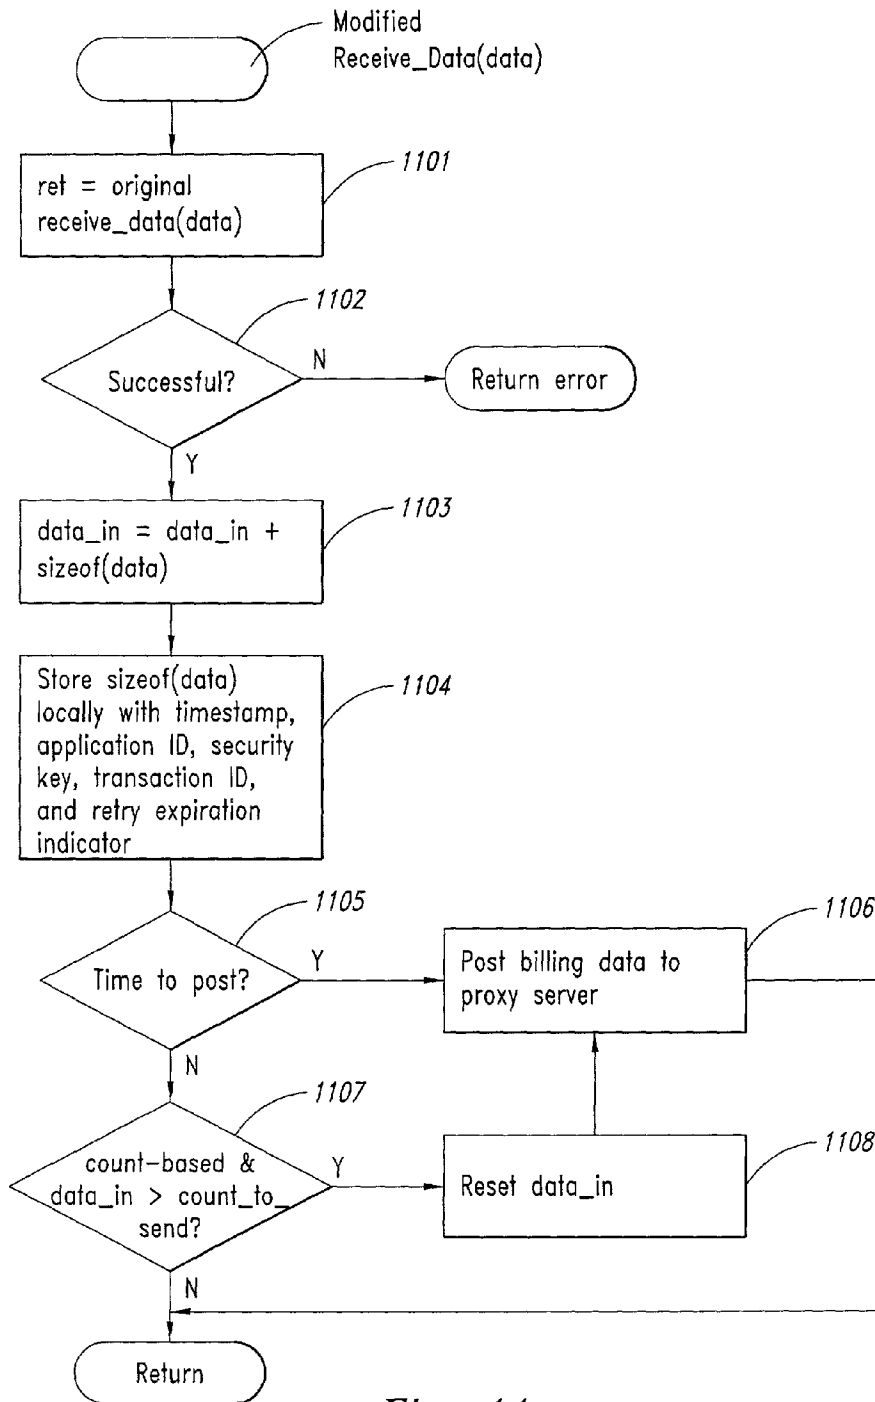 Modified
Receive_Data(data)
1101
ret = original
receive_data(data)
1102
Successful?
N
Return error
Y
1103
data_in = data_in +
sizeof(data)
1104
Store sizeof(data)
locally with timestamp,
application ID, security
key, transaction ID,
and retry expiration
indicator
1105
Time to post?
Y
1106
Post billing data to
proxy server
N
1107
count-based &
data_in > count_to_
send?
Y
1108
Reset data_in
N
Return